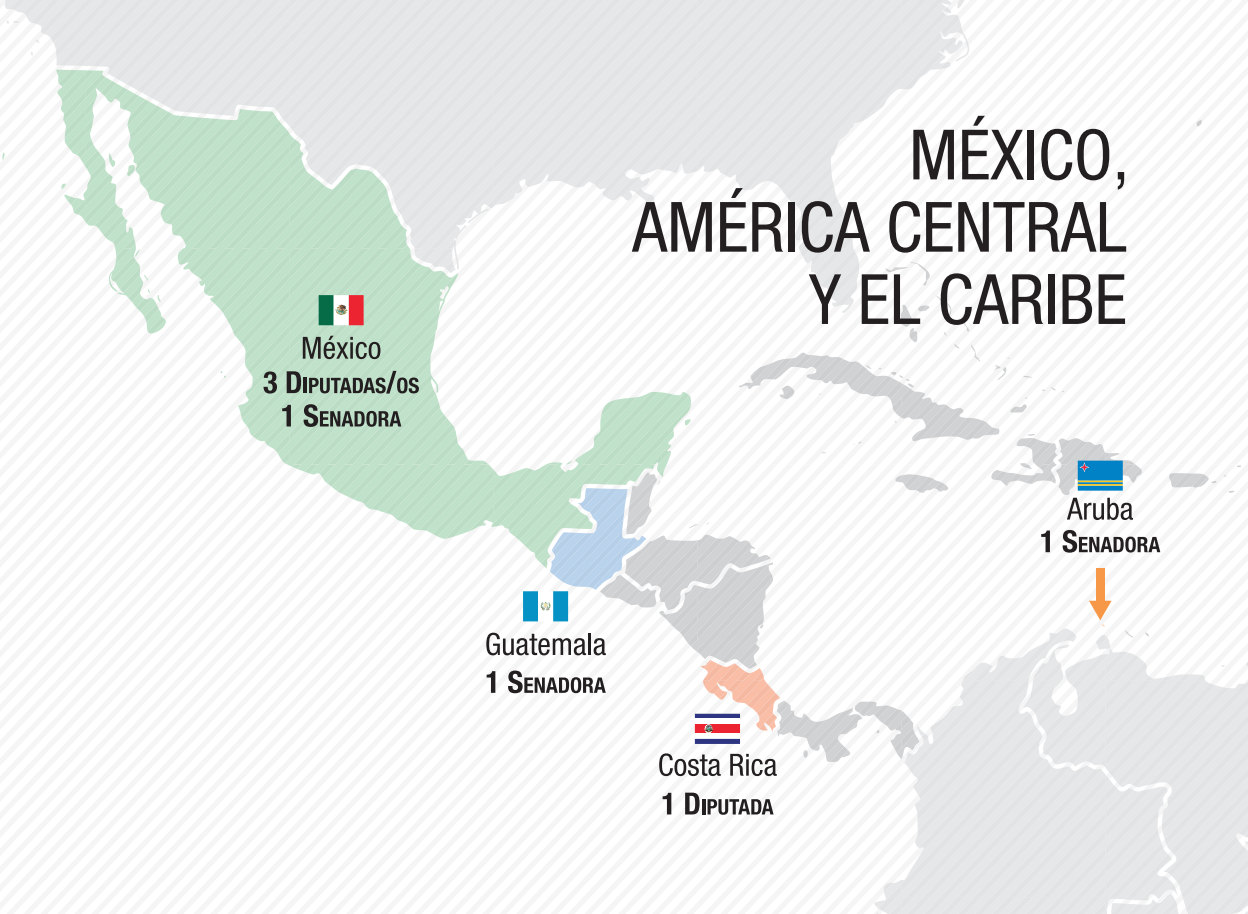 MÉXICO,
AMÉRICA CENTRAL
Y EL CARIBE
México
3 DIPUTADAS/OS
1 SENADORA
Aruba
1 SENADORA
Guatemala
1 SENADORA
Costa Rica
1 DIPUTADA